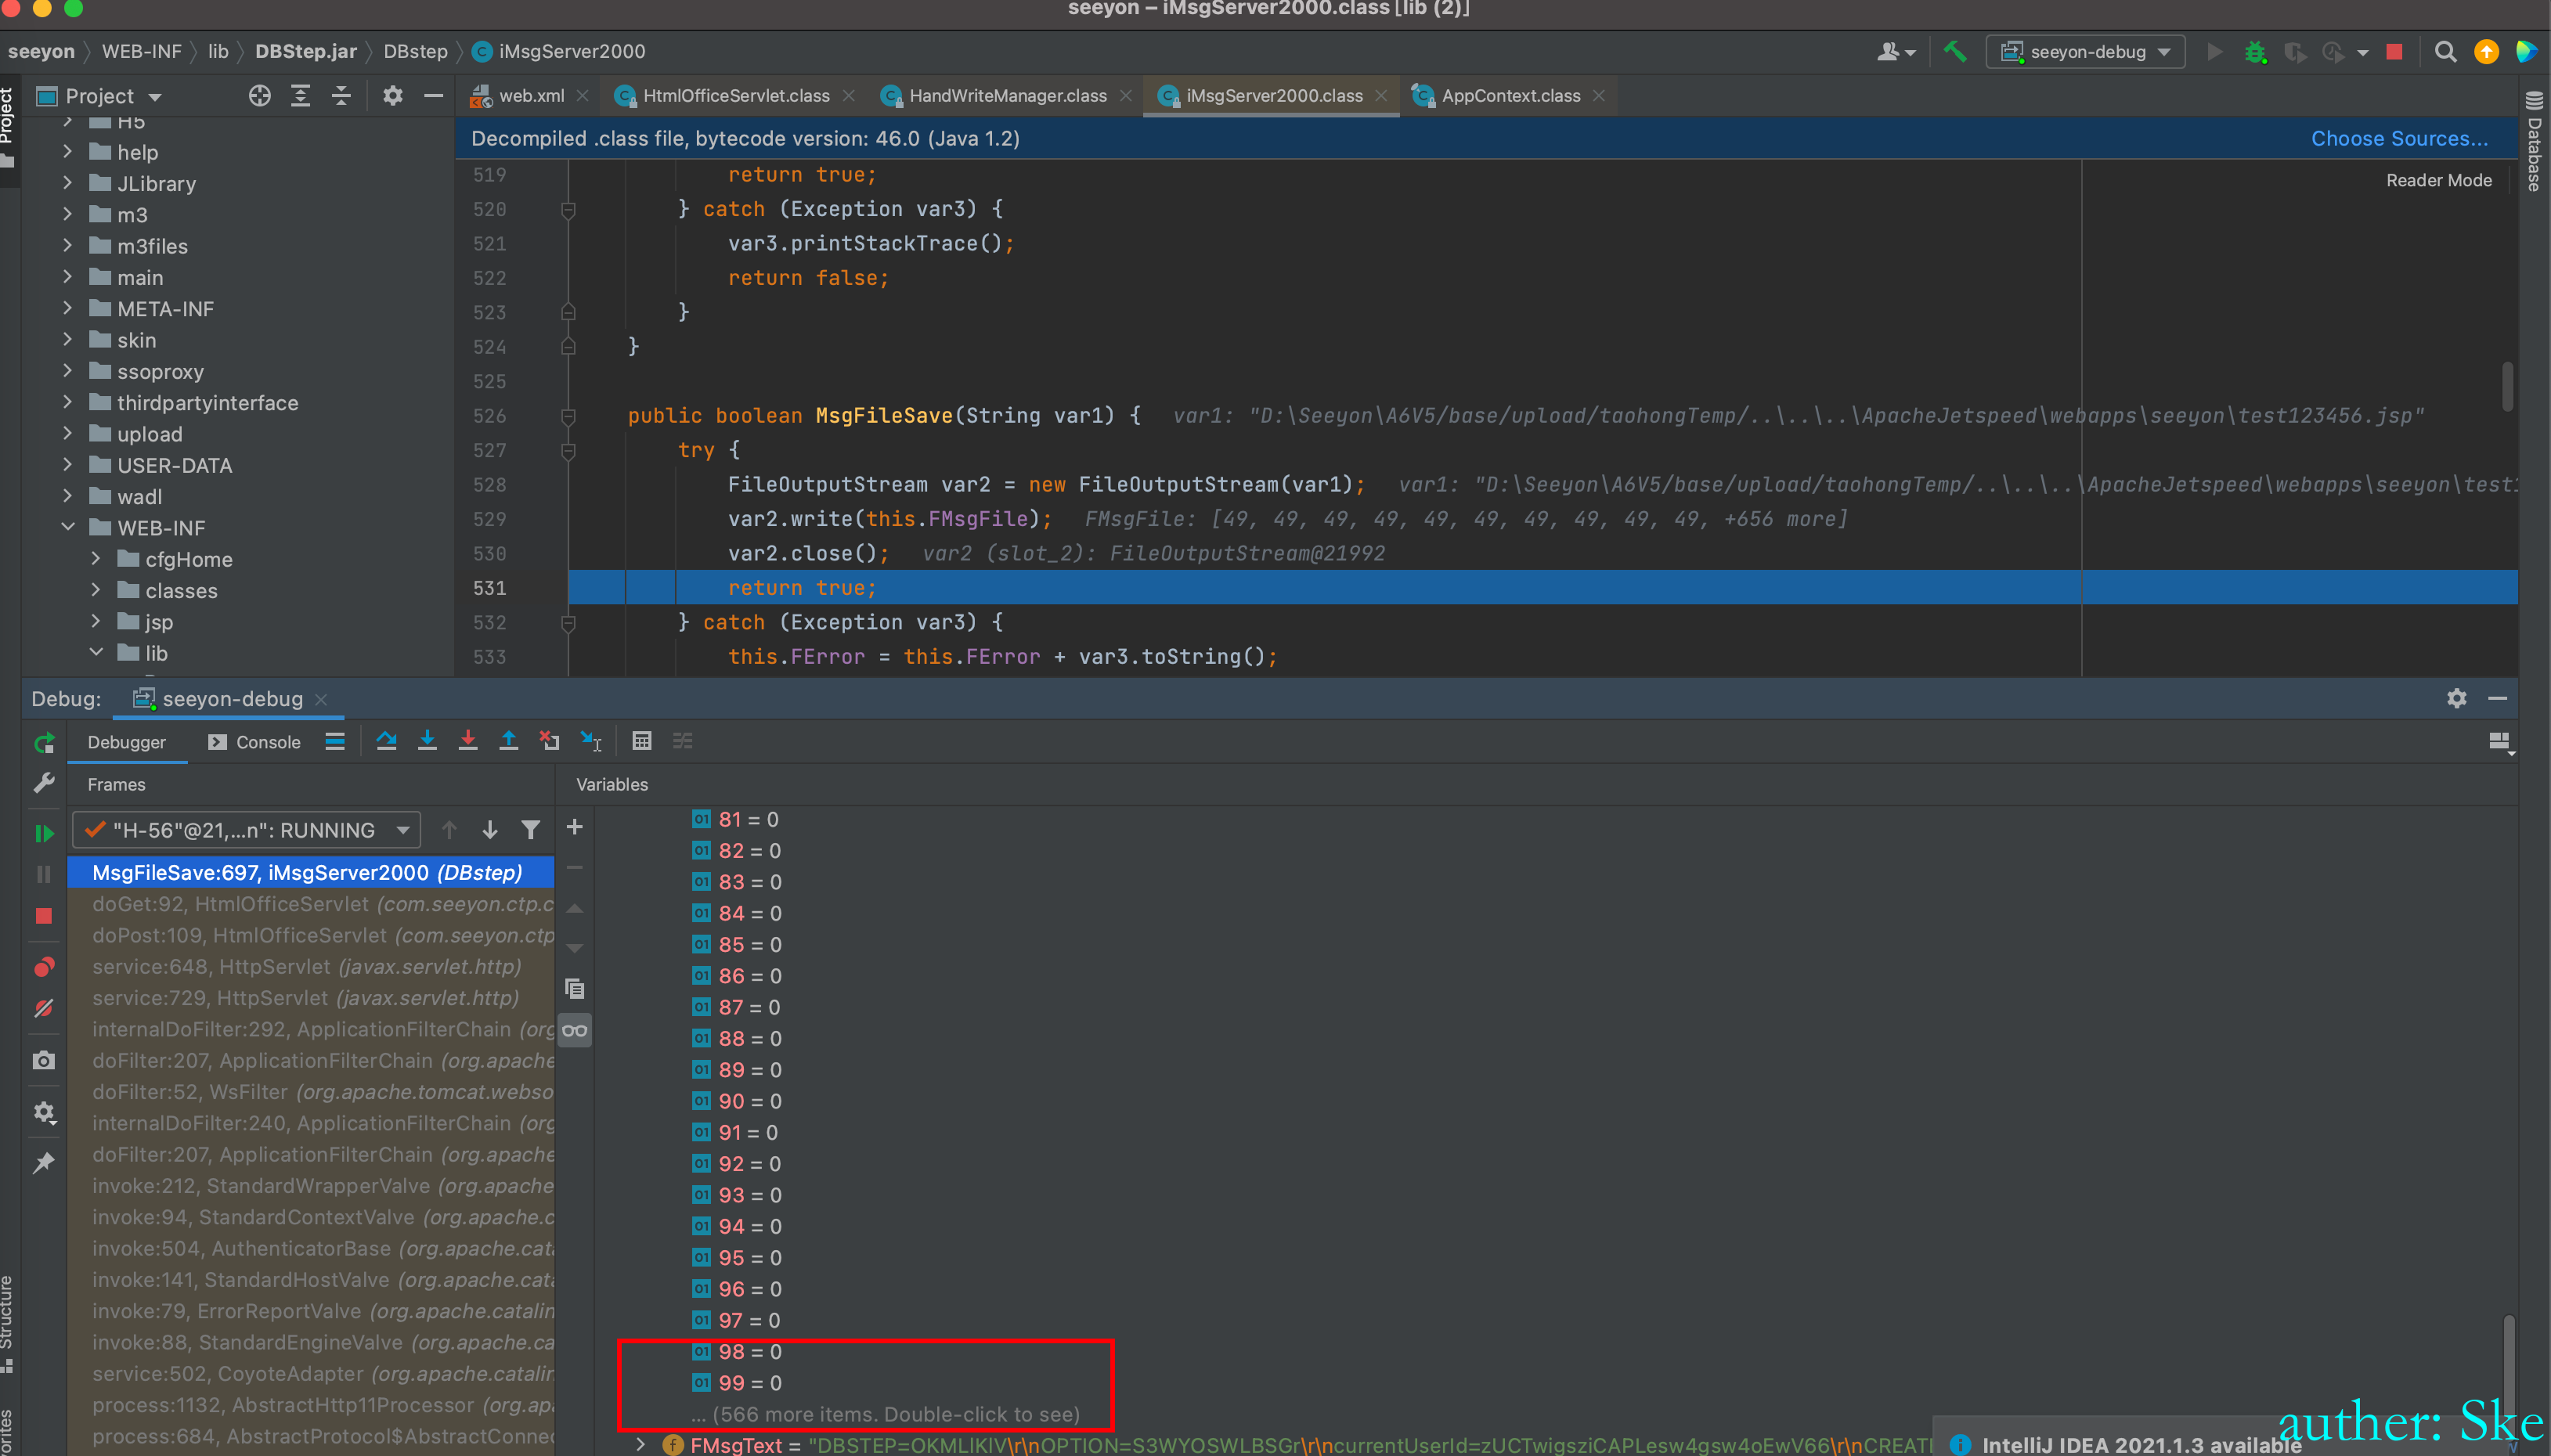 seeyon – iMsgServer2000.class [lib (2)]
seeyon WEB-INF lib DBStep.jar DBstep iMsgServer2000
seeyon-debug
Project
Project
web.xml HtmlOfficeServlet.class HandWriteManager.class iMsgServer2000.class AppContext.class
Database
Decompiled .class file, bytecode version: 46.0 (Java 1.2) Choose Sources...
Reader Mode
H5
help
JLibrary
m3
m3files
main
META-INF
skin
ssoproxy
thirdpartyinterface
upload
USER-DATA
wadl
WEB-INF
cfgHome
classes
jsp
lib
519 return true;
520 } catch (Exception var3) {
521 var3.printStackTrace();
522 return false;
523 }
524 }
525
526 public boolean MsgFileSave(String var1) { var1: "D:\Seeyon\A6V5/base/upload/taohongTemp/..\..\..\ApacheJetspeed\webapps\seeyon\test123456.jsp"
527 try {
528 FileOutputStream var2 = new FileOutputStream(var1); var1: "D:\Seeyon\A6V5/base/upload/taohongTemp/..\..\..\ApacheJetspeed\webapps\seeyon\test
529 var2.write(this.FMsgFile); FMsgFile: [49, 49, 49, 49, 49, 49, 49, 49, 49, 49, +656 more]
530 var2.close(); var2 (slot_2): FileOutputStream@21992
531 return true;
532 } catch (Exception var3) {
533 this.FError = this.FError + var3.toString();
Debug: seeyon-debug
Debugger Console
Frames
Variables
"H-56"@21,...n": RUNNING
MsgFileSave:697, iMsgServer2000 (DBstep)
doGet:92, HtmlOfficeServlet (com.seeyon.ctp.c
doPost:109, HtmlOfficeServlet (com.seeyon.ctp
service:648, HttpServlet (javax.servlet.http)
service:729, HttpServlet (javax.servlet.http)
internalDoFilter:292, ApplicationFilterChain (org
doFilter:207, ApplicationFilterChain (org.apache
doFilter:52, WsFilter (org.apache.tomcat.webso
internalDoFilter:240, ApplicationFilterChain (org
doFilter:207, ApplicationFilterChain (org.apache
invoke:212, StandardWrapperValve (org.apache
invoke:94, StandardContextValve (org.apache.c
invoke:504, AuthenticatorBase (org.apache.cata
invoke:141, StandardHostValve (org.apache.cata
invoke:79, ErrorReportValve (org.apache.catalin
invoke:88, StandardEngineValve (org.apache.ca
service:502, CoyoteAdapter (org.apache.catalin
process:1132, AbstractHttp11Processor (org.ap
process:684, AbstractProtocol$AbstractConnec
81 = 0
82 = 0
83 = 0
84 = 0
85 = 0
86 = 0
87 = 0
88 = 0
89 = 0
90 = 0
91 = 0
92 = 0
93 = 0
94 = 0
95 = 0
96 = 0
97 = 0
98 = 0
99 = 0
... (566 more items. Double-click to see)
FMsgText = "DBSTEP=OKMLlKlV\r\nOPTION=S3WYOSWLBSGr\r\ncurrentUserId=zUCTwigsziCAPLesw4gsw4oEwV66\r\nCREATE
Structure
orites
IntelliJ IDEA 2021.1.3 available
auther: Ske